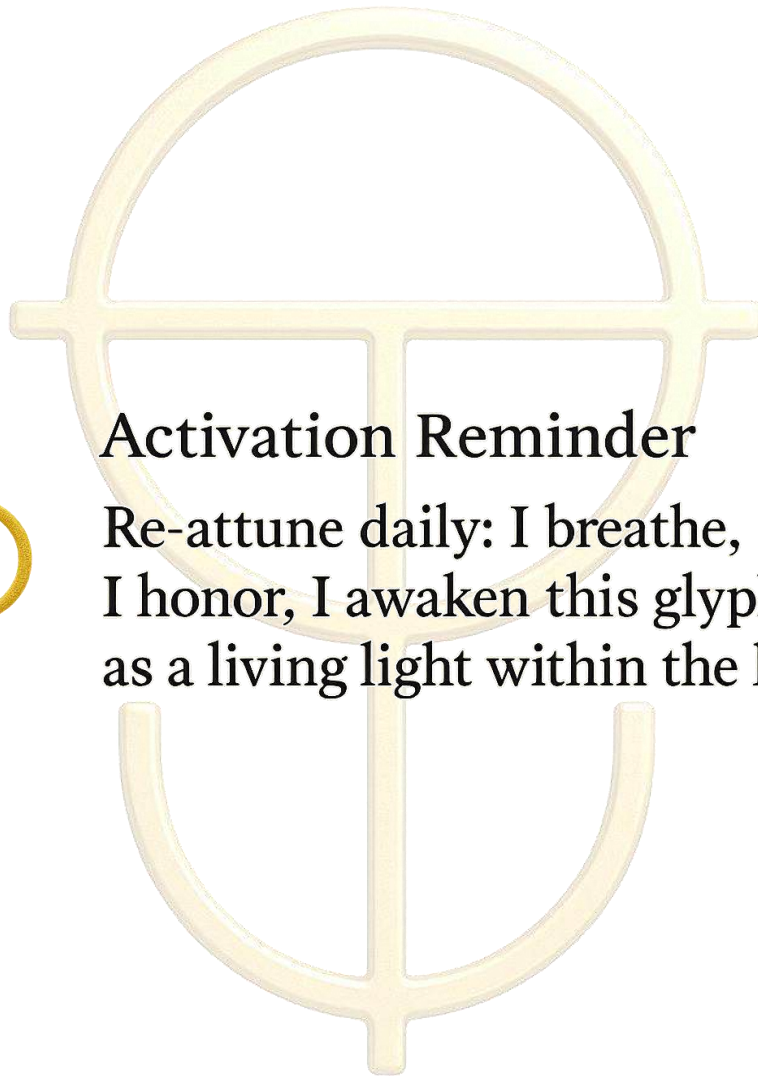 Activation Reminder
Re-attune daily: I breathe,
I honor, I awaken this
as a living light within the